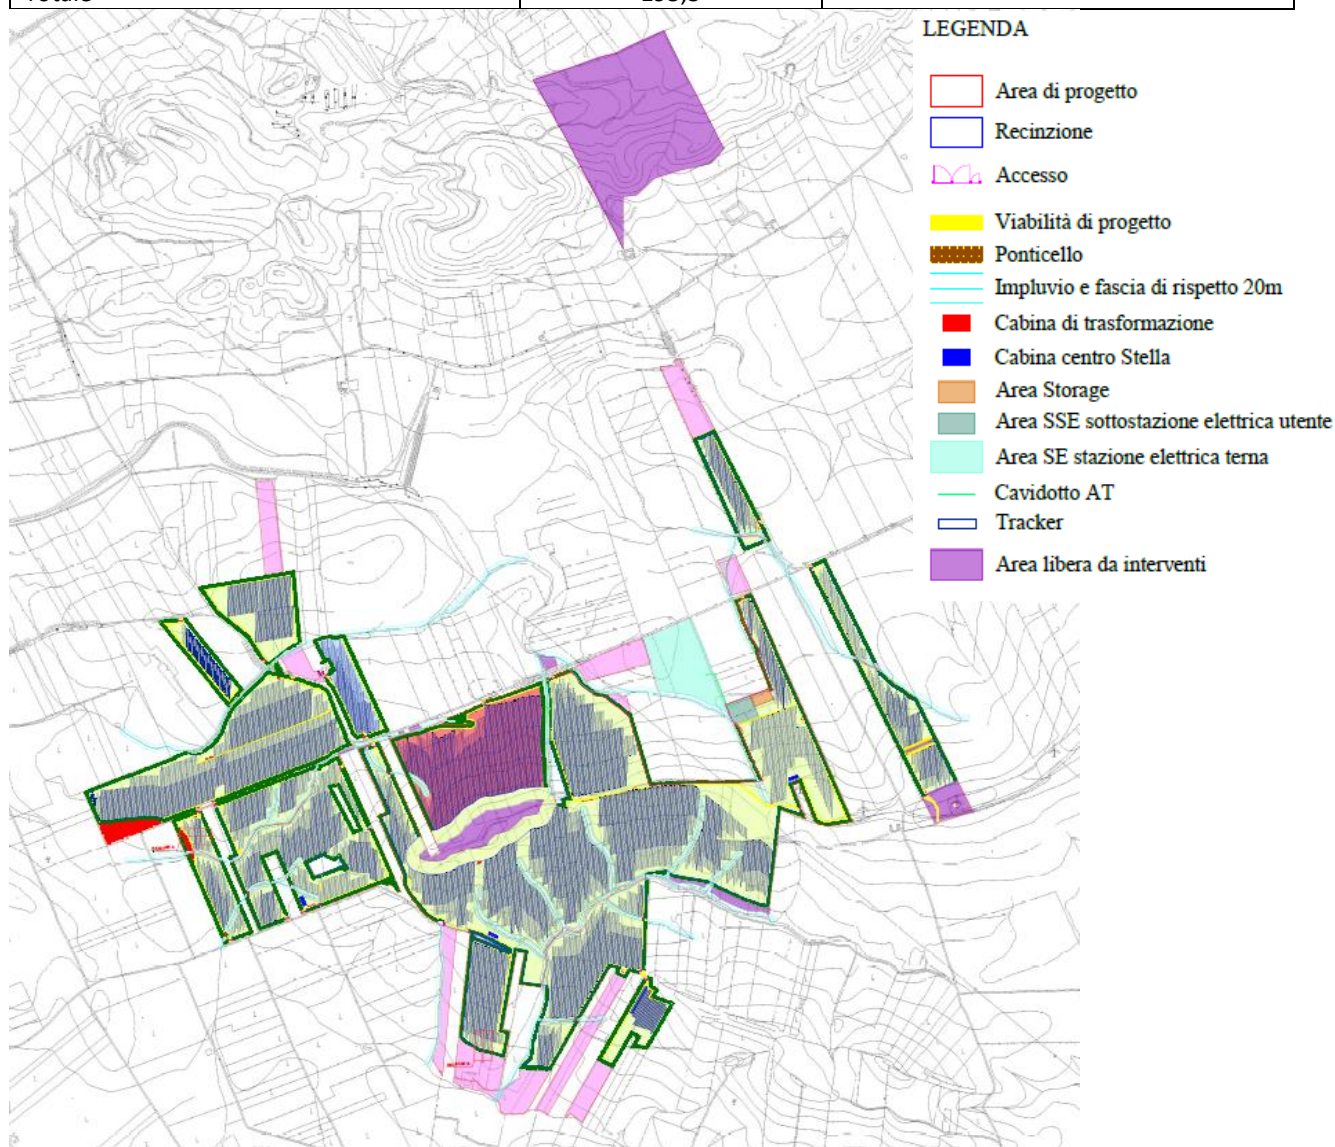 LEGENDA
Area di progetto
Recinzione
Accesso
Viabilità di progetto
Ponticello
Impluvio e fascia di rispetto 20m
Cabina di trasformazione
Cabina centro Stella
Area Storage
Area SSE sottostazione elettrica utente
Area SE stazione elettrica terna
Cavidotto AT
Tracker
Area libera da interventi